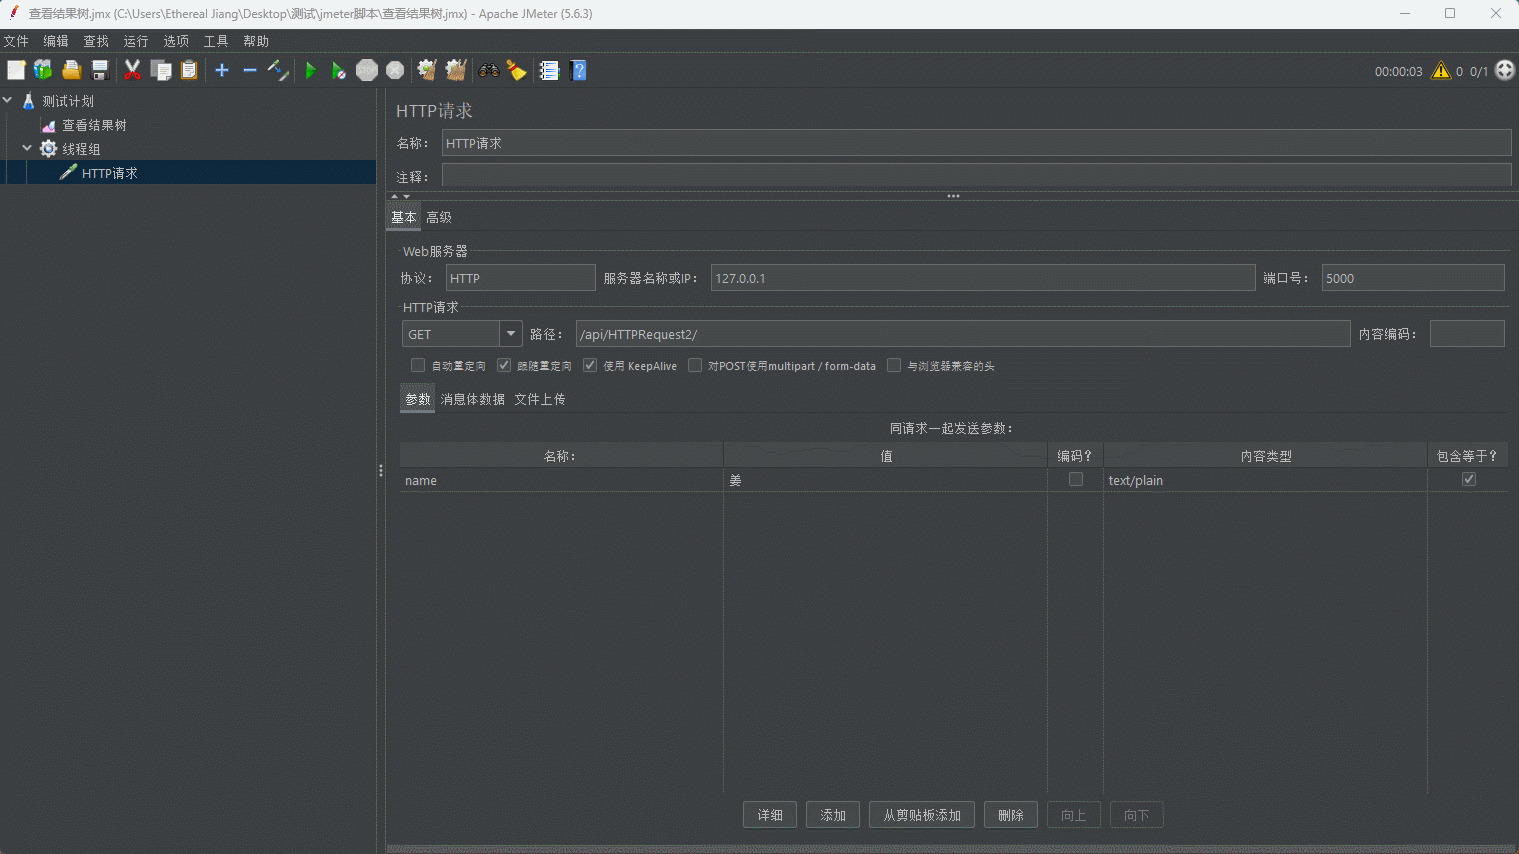 查看结果树.jmx (C:\Users\Ethereal Jiang\Desktop\测试\jmeter脚本\查看结果树.jmx) - Apache JMeter (5.6.3)
文件 编辑 查找 运行 选项 工具 帮助
00:00:03 0 0/1
测试计划
查看结果树
线程组
HTTP请求
HTTP请求
名称： HTTP请求
注释：
基本 高级
Web服务器
协议： HTTP 服务器名称或IP： 127.0.0.1 端口号： 5000
HTTP请求
GET 路径： /api/HTTPRequest2/ 内容编码：
自动重定向 跟随重定向 使用 KeepAlive 对POST使用multipart / form-data 与浏览器兼容的头
参数 消息体数据 文件上传
同请求一起发送参数：
名称： 值 编码？ 内容类型 包含等于？
name 姜 text/plain
详细 添加 从剪贴板添加 删除 向上 向下